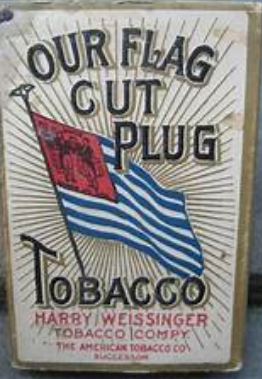 OUR FLAG
CUT
PLUG
TOBACCO
HARRY WEISSINGER
TOBACCO COMPY.
THE AMERICAN TOBACCO CO.
SUCCESSOR